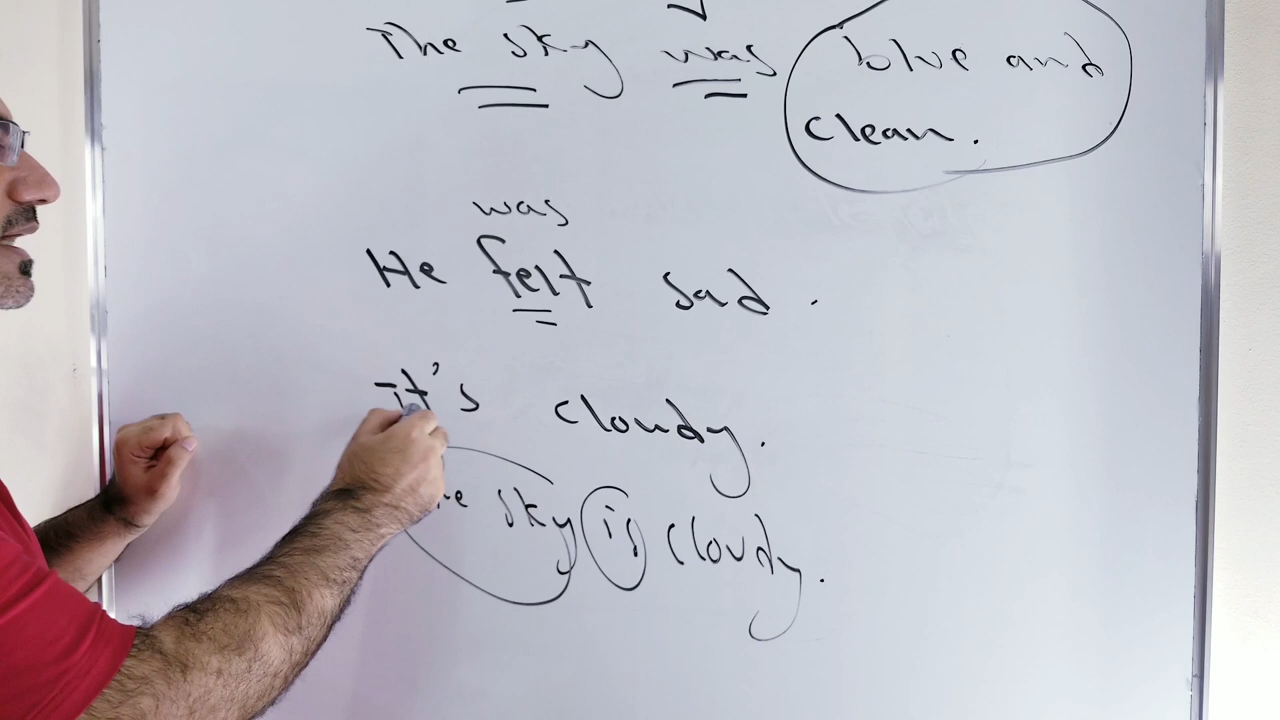 The sky was blue and
clean.
was
He felt sad.
it's cloudy.
sky is cloudy.